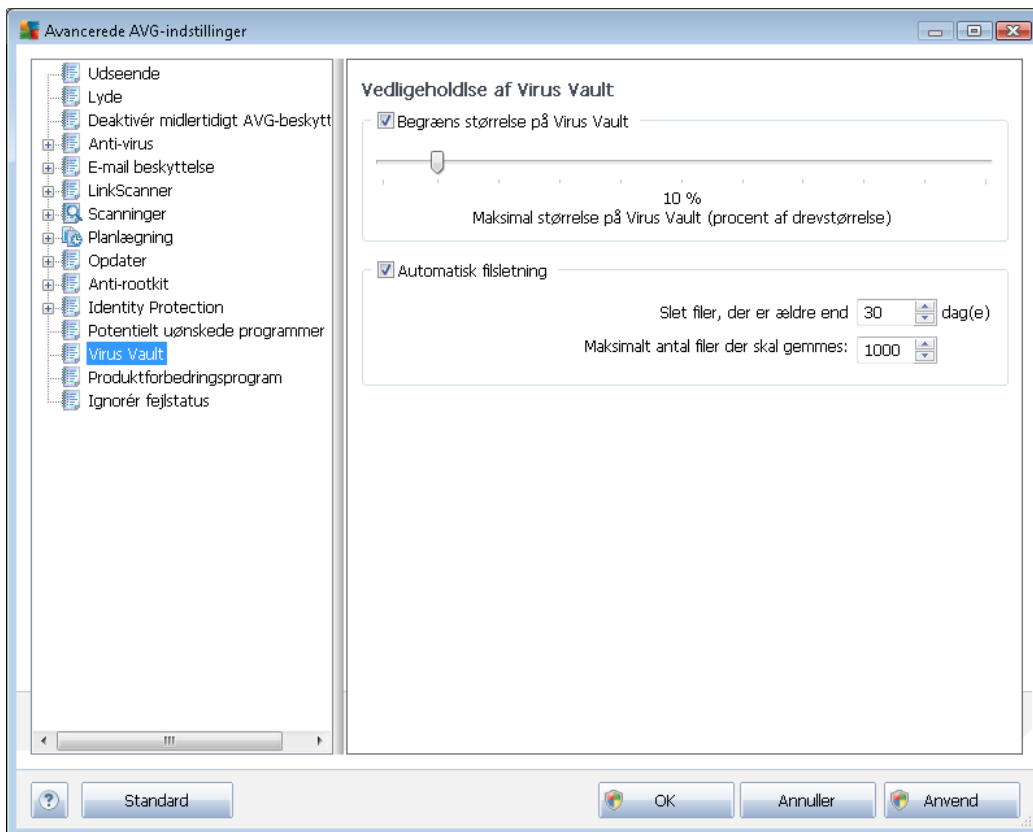 Avancerede AVG-indstillinger
Udseende
Lyde
Deaktivér midlertidigt AVG-beskytt
Anti-virus
E-mail beskyttelse
LinkScanner
Scanninger
Planlægning
Opdater
Anti-rootkit
Identity Protection
Potentielt uønskede programmer
Virus Vault
Produktforbedringsprogram
Ignorér fejlstatus
Vedligeholdlse af Virus Vault
Begræns størrelse på Virus Vault
10 %
Maksimal størrelse på Virus Vault (procent af drevstørrelse)
Automatisk filsletning
Slet filer, der er ældre end 30 dag(e)
Maksimalt antal filer der skal gemmes: 1000
? Standard OK Annuller Anvend